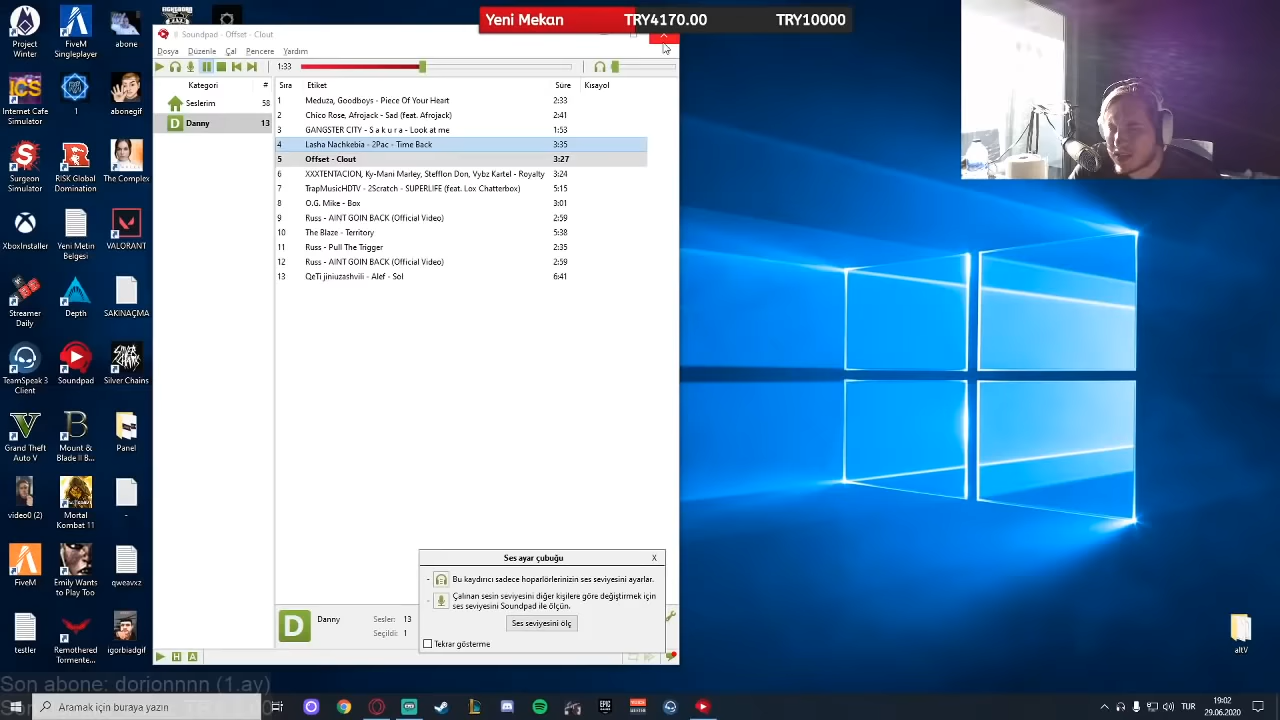 Yeni Mekan TRY4170.00 TRY10000
Soundpad - Offset - Clout
Dosya Düzenle Çal Pencere Yardım
1:33
Kategori #
Seslerim 58
D Danny 13
Sıra Etiket Süre Kısayol
1 Meduza, Goodboys - Piece Of Your Heart 2:33
2 Chico Rose, Afrojack - Sad (feat. Afrojack) 2:41
3 GANGSTER CITY - S a k u r a - Look at me 1:53
4 Lasha Nachkebia - 2Pac - Time Back 3:35
5 Offset - Clout 3:27
6 XXXTENTACION, Ky-Mani Marley, Stefflon Don, Vybz Kartel - Royalty 3:24
7 TrapMusicHDTV - 2Scratch - SUPERLIFE (feat. Lox Chatterbox) 5:15
8 O.G. Mike - Box 3:01
9 Russ - AINT GOIN BACK (Official Video) 2:59
10 The Blaze - Territory 5:38
11 Russ - Pull The Trigger 2:35
12 Russ - AINT GOIN BACK (Official Video) 2:59
13 QeTi jiniuzashvili - Alef - Sol 6:41
Ses ayar çubuğu X
- Bu kaydırıcı sadece hoparlörlerinizin ses seviyesini ayarlar.
- Çalınan sesin seviyesini diğer kişilere göre değiştirmek için
ses seviyesini Soundpad ile ölçün.
Ses seviyesini ölç
Tekrar gösterme
D Danny Sesler: 13
Seçildi: 1
H A
Project Winter
FiveM Singleplayer
abone
Internet Cafe Simulator
1
abonegif
Summer Simulator
RISK Global Domination
The Complex
XboxInstaller
Yeni Metin Belgesi
VALORANT
Streamer Daily
Depth
SAKINAÇMA
TeamSpeak 3 Client
Soundpad
Silver Chains
Grand Theft Auto V
Mount & Blade II B...
Panel
video0 (2)
Mortal Kombat 11
-
FiveM
Emily Wants to Play Too
qweavxz
testler
Remothered Tormente...
igorbiadgif
altV
Son abone: dorionnnn (1.ay)
Aramak için buraya yazın
TUR
19:02
29.06.2020